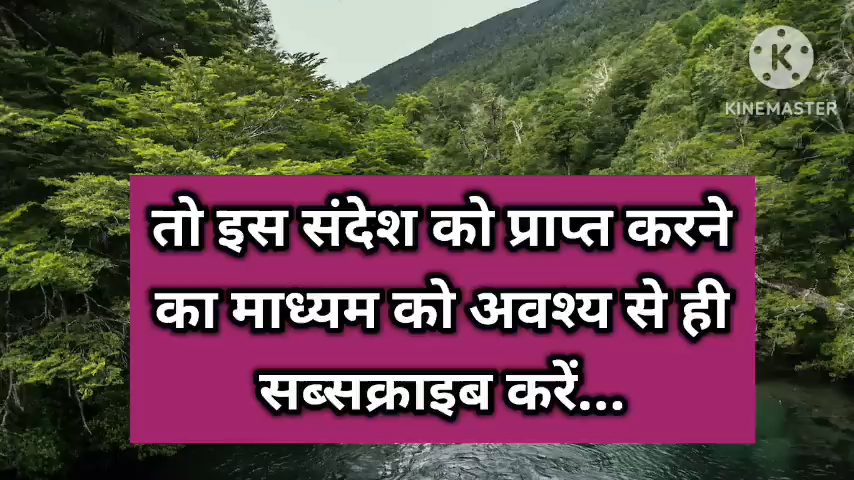 KINEMASTER
तो इस संदेश को प्राप्त करने
का माध्यम को अवश्य से ही
सब्सक्राइब करें...